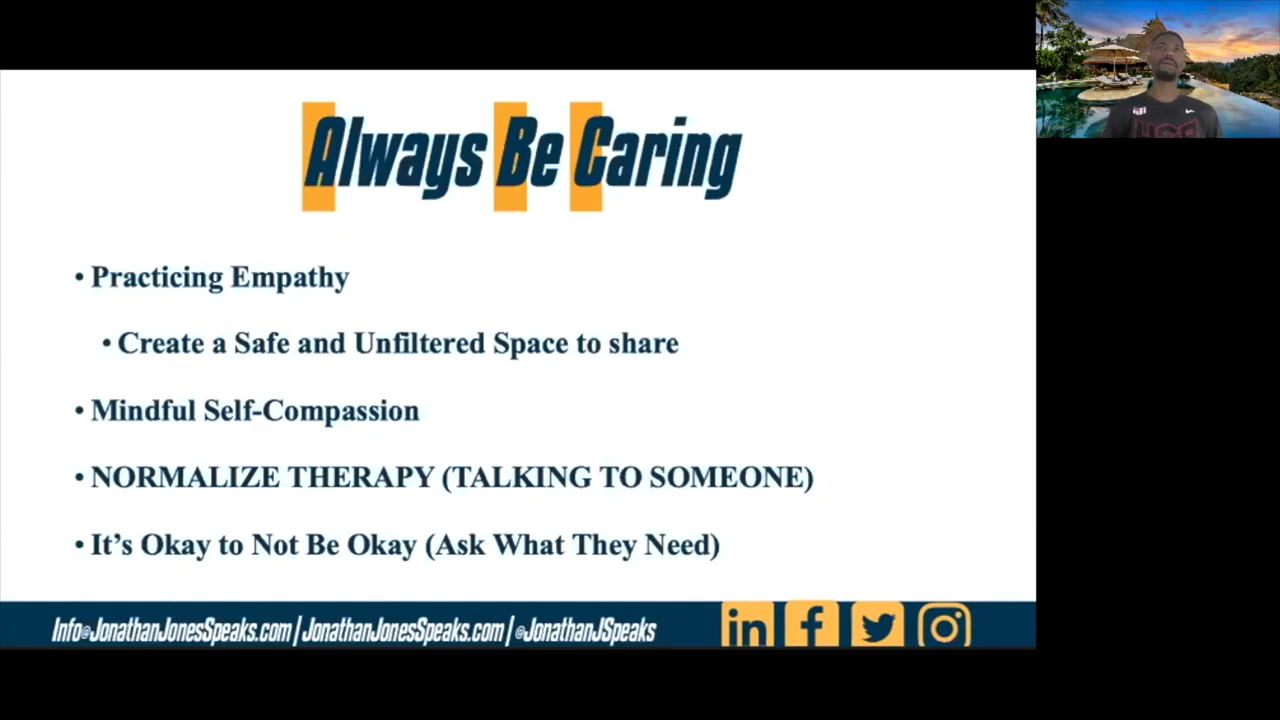 Always Be Caring
• Practicing Empathy
• Create a Safe and Unfiltered Space to share
• Mindful Self-Compassion
• NORMALIZE THERAPY (TALKING TO SOMEONE)
• It’s Okay to Not Be Okay (Ask What They Need)
Info@JonathanJonesSpeaks.com | JonathanJonesSpeaks.com | @JonathanJSpeaks
USA